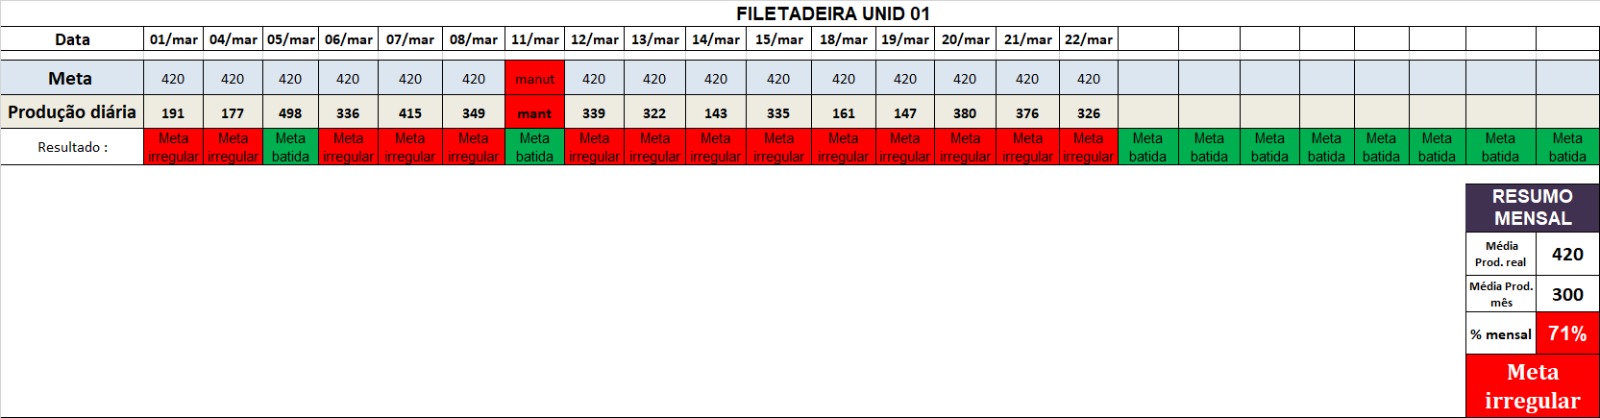 FILETADEIRA UNID 01
Data 01/mar 04/mar 05/mar 06/mar 07/mar 08/mar 11/mar 12/mar 13/mar 14/mar 15/mar 18/mar 19/mar 20/mar 21/mar 22/mar
Meta 420 420 420 420 420 420 manut 420 420 420 420 420 420 420 420 420
Produção diária 191 177 498 336 415 349 mant 339 322 143 335 161 147 380 376 326
Resultado : Meta irregular Meta irregular Meta batida Meta irregular Meta irregular Meta irregular Meta batida Meta irregular Meta irregular Meta irregular Meta irregular Meta irregular Meta irregular Meta irregular Meta irregular Meta irregular Meta batida Meta batida Meta batida Meta batida Meta batida Meta batida Meta batida Meta batida
RESUMO
MENSAL
Média
Prod. real 420
Média Prod.
mês 300
% mensal 71%
Meta
irregular